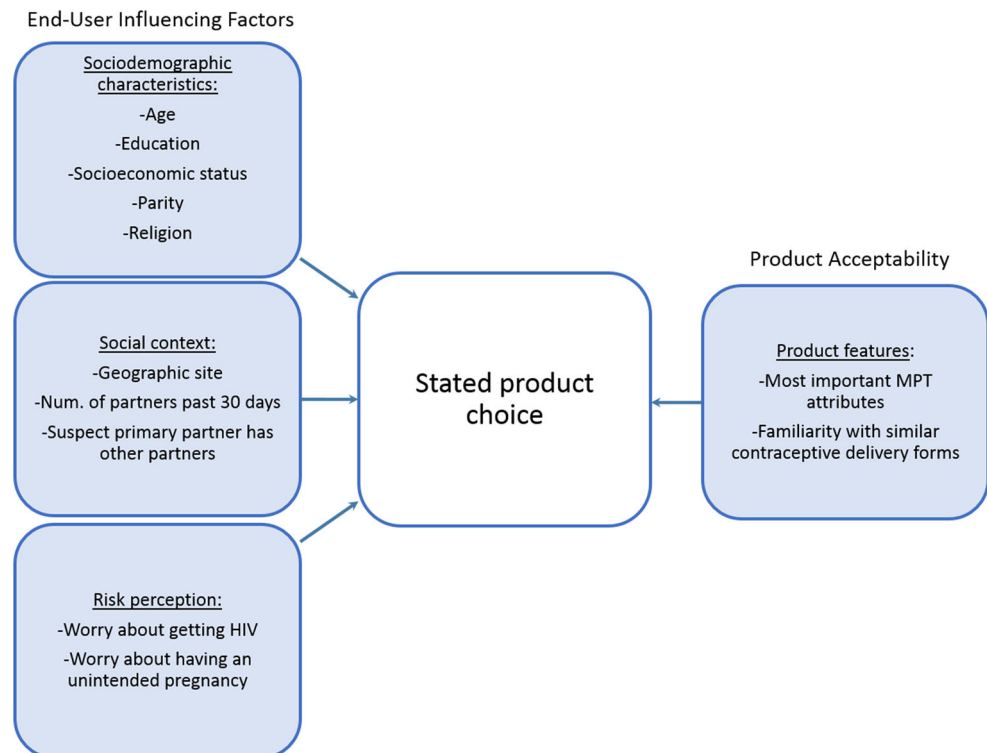 End-User Influencing Factors
Sociodemographic
characteristics:
-Age
-Education
-Socioeconomic status
-Parity
-Religion
Social context:
-Geographic site
-Num. of partners past 30 days
-Suspect primary partner has
other partners
Risk perception:
-Worry about getting HIV
-Worry about having an
unintended pregnancy
Stated product
choice
Product Acceptability
Product features:
-Most important MPT
attributes
-Familiarity with similar
contraceptive delivery forms